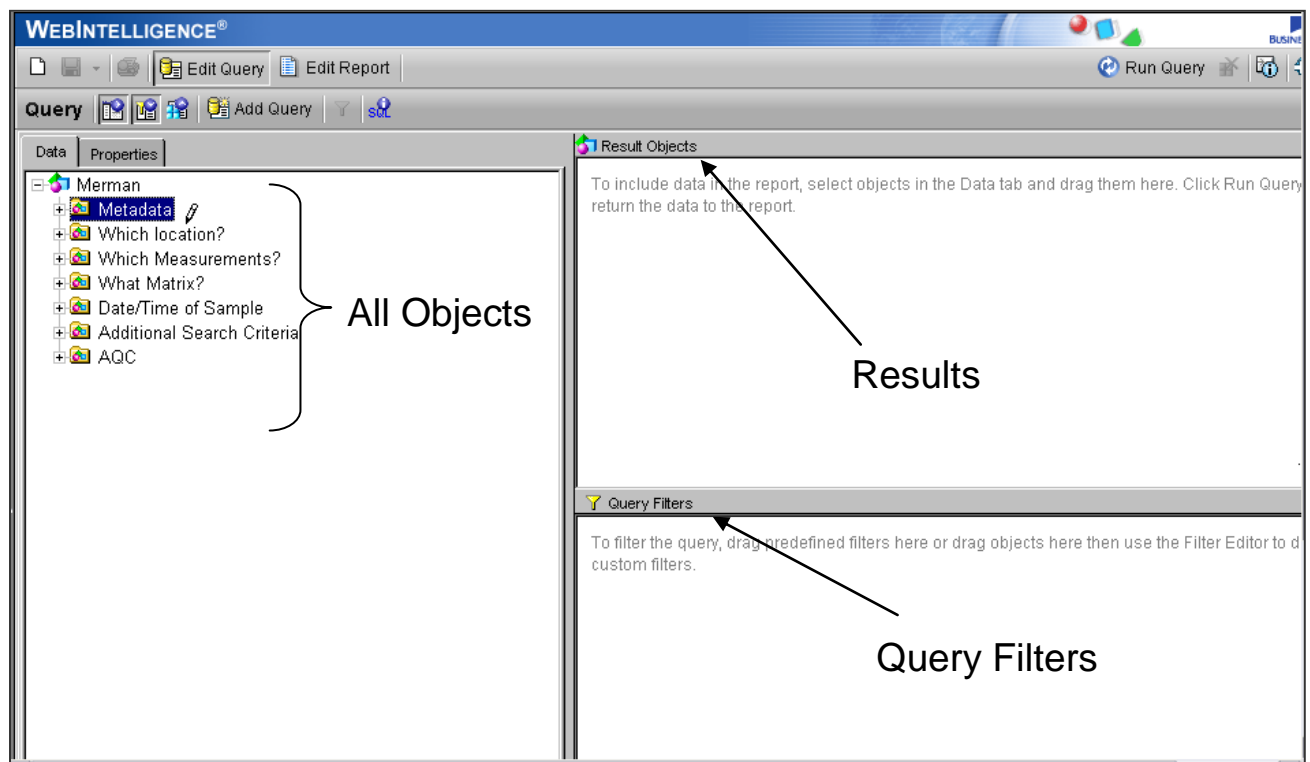 WEBINTELLIGENCE®
Edit Query Edit Report Run Query
Query SQL Add Query
Data Properties
Merman
Metadata
Which location?
Which Measurements?
What Matrix?
Date/Time of Sample
Additional Search Criteria
AQC
All Objects
Result Objects
To include data in the report, select objects in the Data tab and drag them here. Click Run Query
return the data to the report.
Results
Query Filters
To filter the query, drag predefined filters here or drag objects here then use the Filter Editor to d
custom filters.
Query Filters